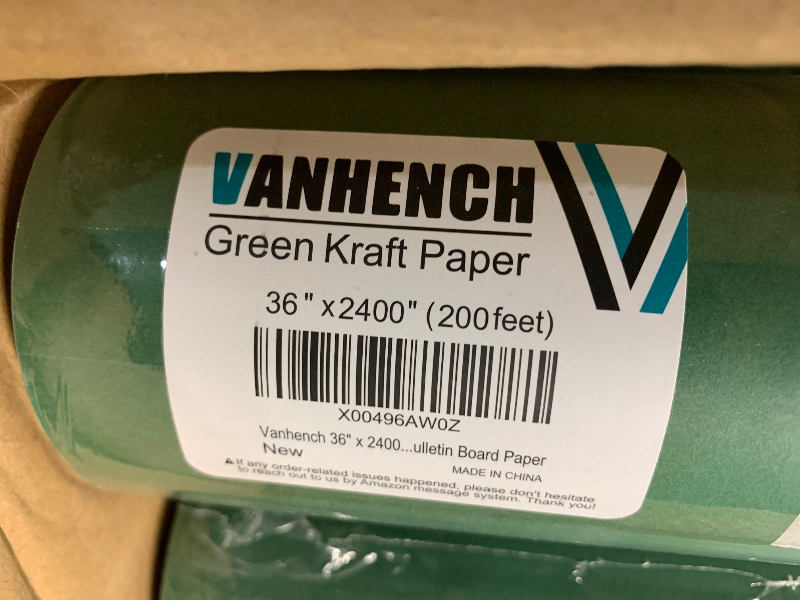 VANHENCH
Green Kraft Paper
36" x2400" (200feet)
X00496AW0Z
Vanhench 36" x 2400...ulletin Board Paper
New
MADE IN CHINA
If any order-related issues happened, please don't hesitate
to reach out to us by Amazon message system. Thank you!